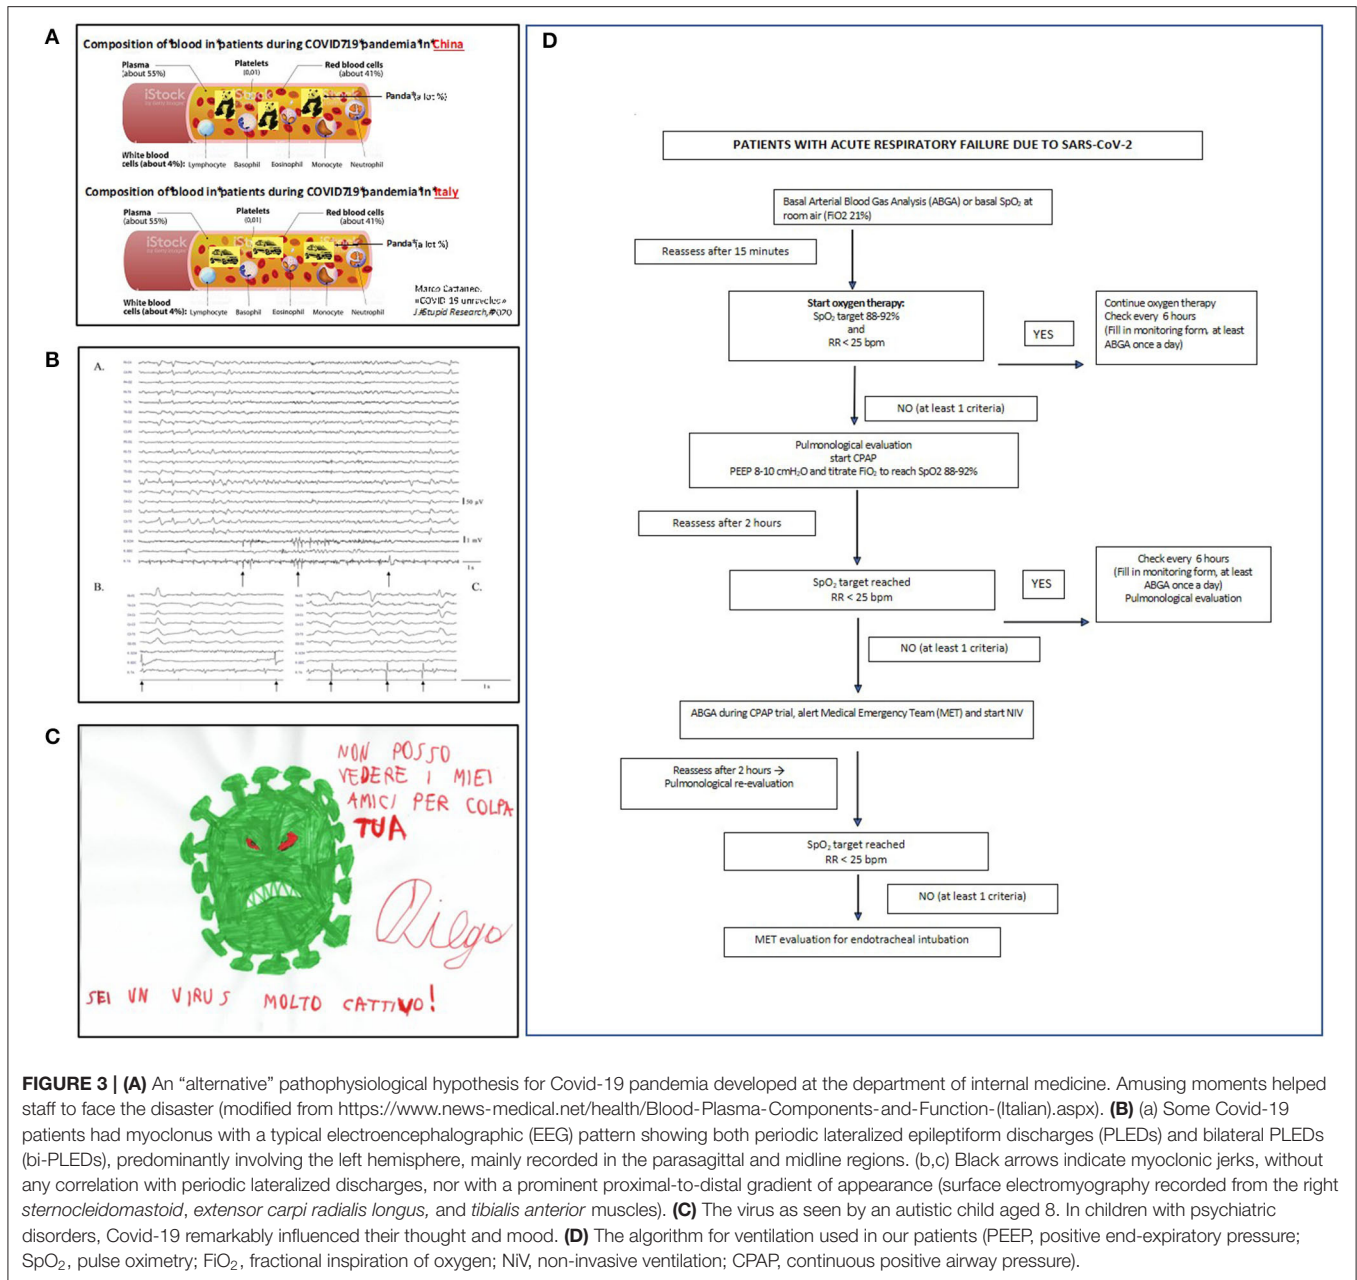 A
Composition of blood in patients during COVID719 pandemia in China
Plasma
(about 55%)
Platelets
(0,01)
Red blood cells
(about 41%)
iStock
iStock
Panda (a lot %)
White blood
cells (about 4%): Lymphocyte Basophil Eosinophil Monocyte Neutrophil
Composition of blood in patients during COVID719 pandemia in Italy
Plasma
(about 55%)
Platelets
(0,01)
Red blood cells
(about 41%)
iStock
iStock
Panda (a lot %)
White blood
cells (about 4%): Lymphocyte Basophil Eosinophil Monocyte Neutrophil
Marco Cattaneo.
«COVID 19 unravelled»
J Stupid Research, 2020
B
A.
50 µV
1 mV
1 s
B.
C.
1 s
C
NON POSSO
VEDERE I MIEI
AMICI PER COLPA
TUA
SEI UN VIRUS MOLTO CATTIVO!
D
PATIENTS WITH ACUTE RESPIRATORY FAILURE DUE TO SARS-CoV-2
Basal Arterial Blood Gas Analysis (ABGA) or basal SpO₂ at
room air (FiO2 21%)
Reassess after 15 minutes
Start oxygen therapy:
SpO₂ target 88-92%
and
RR < 25 bpm
YES
Continue oxygen therapy
Check every 6 hours
(Fill in monitoring form, at least
ABGA once a day)
NO (at least 1 criteria)
Pulmonological evaluation
start CPAP
PEEP 8-10 cmH₂O and titrate FiO₂ to reach SpO2 88-92%
Reassess after 2 hours
SpO₂ target reached
RR < 25 bpm
YES
Check every 6 hours
(Fill in monitoring form, at least
ABGA once a day)
Pulmonological evaluation
NO (at least 1 criteria)
ABGA during CPAP trial, alert Medical Emergency Team (MET) and start NIV
Reassess after 2 hours →
Pulmonological re-evaluation
SpO₂ target reached
RR < 25 bpm
NO (at least 1 criteria)
MET evaluation for endotracheal intubation
FIGURE 3 | (A) An “alternative” pathophysiological hypothesis for Covid-19 pandemia developed at the department of internal medicine. Amusing moments helped
staff to face the disaster (modified from https://www.news-medical.net/health/Blood-Plasma-Components-and-Function-(Italian).aspx). (B) (a) Some Covid-19
patients had myoclonus with a typical electroencephalographic (EEG) pattern showing both periodic lateralized epileptiform discharges (PLEDs) and bilateral PLEDs
(bi-PLEDs), predominantly involving the left hemisphere, mainly recorded in the parasagittal and midline regions. (b,c) Black arrows indicate myoclonic jerks, without
any correlation with periodic lateralized discharges, nor with a prominent proximal-to-distal gradient of appearance (surface electromyography recorded from the right
sternocleidomastoid, extensor carpi radialis longus, and tibialis anterior muscles). (C) The virus as seen by an autistic child aged 8. In children with psychiatric
disorders, Covid-19 remarkably influenced their thought and mood. (D) The algorithm for ventilation used in our patients (PEEP, positive end-expiratory pressure;
SpO₂, pulse oximetry; FiO₂, fractional inspiration of oxygen; NiV, non-invasive ventilation; CPAP, continuous positive airway pressure).